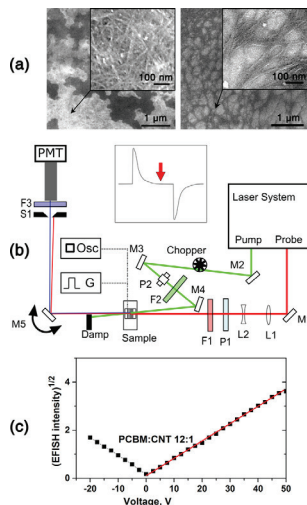 (a)
100 nm
1 μm
100 nm
1 μm
PMT
F3
S1
Laser System
Pump
Probe
(b)
Osc
G
M3
Chopper
M2
P2
F2
M4
M5
Damp
Sample
F1
P1
L2
L1
M
(c)
(EFISH intensity)^1/2
4
2
0
PCBM:CNT 12:1
-20
-10
0
10
20
30
40
50
Voltage, V